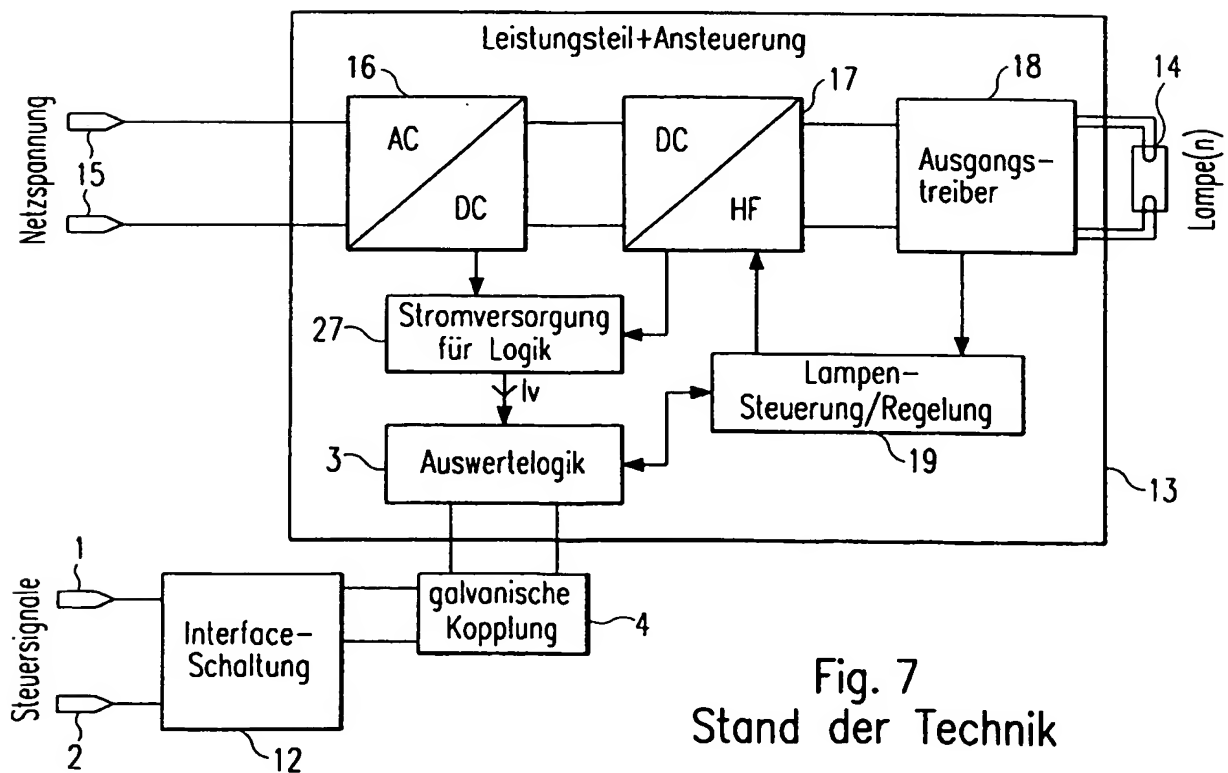 Leistungsteil+Ansteuerung
16
17
18
14
Netzspannung
15
AC
DC
DC
HF
Ausgangs-
treiber
Lampe(n)
27
Stromversorgung
für Logik
Iv
Lampen-
Steuerung/Regelung
19
3
Auswertelogik
13
Steuersignale
1
2
Interface-
Schaltung
12
galvanische
Kopplung
4
Fig. 7
Stand der Technik